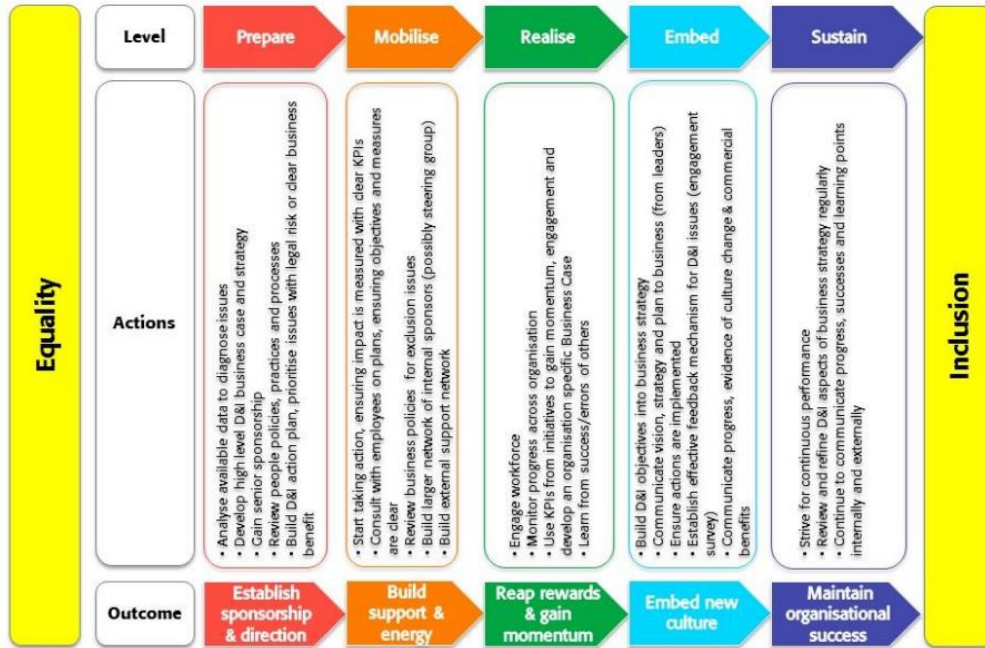 Equality
Level
Prepare
Mobilise
Realise
Embed
Sustain
Actions
• Analyse available data to diagnose issues
• Develop high level D&I business case and strategy
• Gain senior sponsorship
• Review people policies, practices and processes
• Build D&I action plan, prioritise issues with legal risk or clear business
benefit
• Start taking action, ensuring impact is measured with clear KPIs
• Consult with employees on plans, ensuring objectives and measures
are clear
• Review business policies for exclusion issues
• Build larger network of internal sponsors (possibly steering group)
• Build external support network
• Engage workforce
• Monitor progress across organisation
• Use KPIs from initiatives to gain momentum, engagement and
develop an organisation specific Business Case
• Learn from success/errors of others
• Build D&I objectives into business strategy
• Communicate vision, strategy and plan to business (from leaders)
• Ensure actions are implemented
• Establish effective feedback mechanism for D&I issues (engagement
survey)
• Communicate progress, evidence of culture change & commercial
benefits
• Strive for continuous performance
• Review and refine D&I aspects of business strategy regularly
• Continue to communicate progress, successes and learning points
internally and externally
Outcome
Establish
sponsorship
& direction
Build
support &
energy
Reap rewards
& gain
momentum
Embed new
culture
Maintain
organisational
success
Inclusion